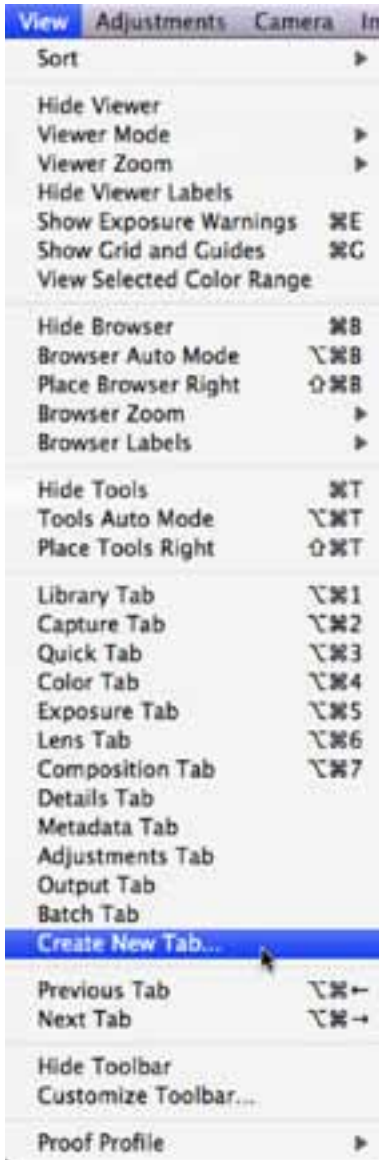 View Adjustments Camera In
Sort ▶
Hide Viewer
Viewer Mode ▶
Viewer Zoom ▶
Hide Viewer Labels
Show Exposure Warnings ⌘E
Show Grid and Guides ⌘G
View Selected Color Range
Hide Browser ⌘B
Browser Auto Mode ⌥⌘B
Place Browser Right ⇧⌘B
Browser Zoom ▶
Browser Labels ▶
Hide Tools ⌘T
Tools Auto Mode ⌥⌘T
Place Tools Right ⇧⌘T
Library Tab ⌥⌘1
Capture Tab ⌥⌘2
Quick Tab ⌥⌘3
Color Tab ⌥⌘4
Exposure Tab ⌥⌘5
Lens Tab ⌥⌘6
Composition Tab ⌥⌘7
Details Tab
Metadata Tab
Adjustments Tab
Output Tab
Batch Tab
Create New Tab...
Previous Tab ⌥⌘←
Next Tab ⌥⌘→
Hide Toolbar
Customize Toolbar...
Proof Profile ▶